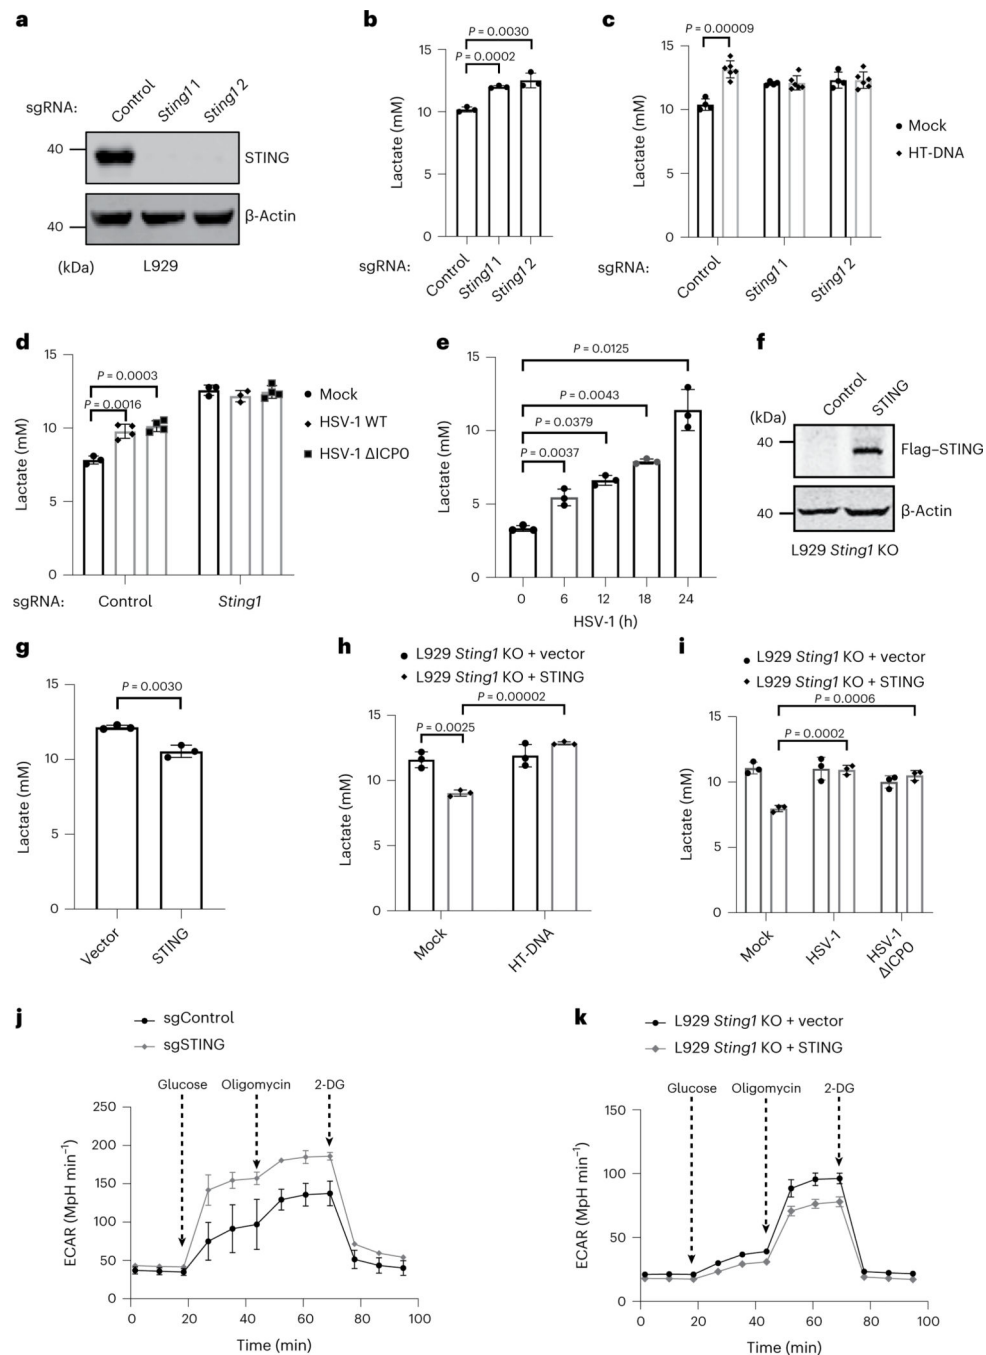 a
sgRNA:
Control
Sting1 1
Sting1 2
40
STING
40
β-Actin
(kDa)
L929
b
P = 0.0030
P = 0.0002
15
10
5
0
Lactate (mM)
sgRNA:
Control
Sting1 1
Sting1 2
c
P = 0.00009
15
10
5
0
Lactate (mM)
Mock
HT-DNA
sgRNA:
Control
Sting1 1
Sting1 2
d
15
10
5
0
Lactate (mM)
P = 0.0003
P = 0.0016
Mock
HSV-1 WT
HSV-1 ΔICP0
sgRNA:
Control
Sting1
e
15
10
5
0
Lactate (mM)
P = 0.0125
P = 0.0043
P = 0.0379
P = 0.0037
0 6 12 18 24
HSV-1 (h)
f
Control
STING
(kDa)
40
Flag–STING
40
β-Actin
L929 Sting1 KO
g
15
10
5
0
Lactate (mM)
P = 0.0030
Vector
STING
h
L929 Sting1 KO + vector
L929 Sting1 KO + STING
P = 0.00002
P = 0.0025
15
10
5
0
Lactate (mM)
Mock
HT-DNA
i
L929 Sting1 KO + vector
L929 Sting1 KO + STING
P = 0.0006
P = 0.0002
15
10
5
0
Lactate (mM)
Mock
HSV-1
HSV-1
ΔICP0
j
sgControl
sgSTING
Glucose Oligomycin 2-DG
250
200
150
100
50
0
ECAR (MpH min⁻¹)
0 20 40 60 80 100
Time (min)
k
L929 Sting1 KO + vector
L929 Sting1 KO + STING
Glucose Oligomycin 2-DG
150
100
50
0
ECAR (MpH min⁻¹)
0 20 40 60 80 100
Time (min)